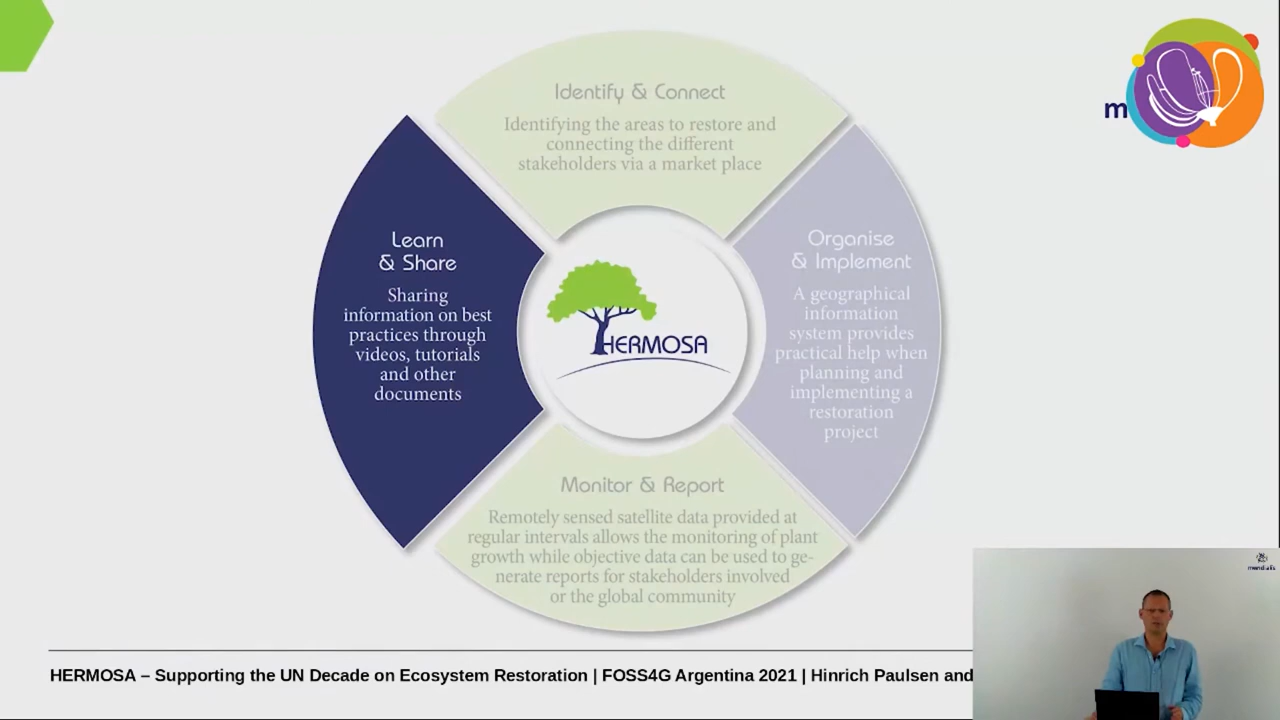 Identify & Connect
Identifying the areas to restore and
connecting the different
stakeholders via a market place
m
Learn
& Share
Sharing
information on best
practices through
videos, tutorials
and other
documents
HERMOSA
Organise
& Implement
A geographical
information
system provides
practical help when
planning and
implementing a
restoration
project
Monitor & Report
Remotely sensed satellite data provided at
regular intervals allows the monitoring of plant
growth while objective data can be used to ge-
nerate reports for stakeholders involved
or the global community
mundialis
HERMOSA – Supporting the UN Decade on Ecosystem Restoration | FOSS4G Argentina 2021 | Hinrich Paulsen and